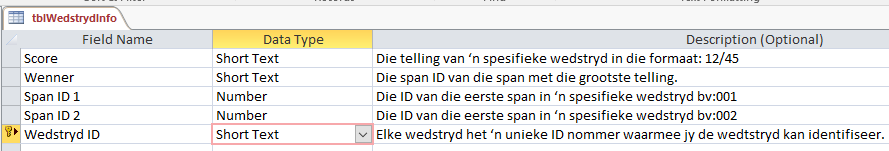 tblWedstrydInfo
Field Name Data Type Description (Optional)
Score Short Text Die telling van ‘n spesifieke wedstryd in die formaat: 12/45
Wenner Short Text Die span ID van die span met die grootste telling.
Span ID 1 Number Die ID van die eerste span in ‘n spesifieke wedstryd bv:001
Span ID 2 Number Die ID van die eerste span in ‘n spesifieke wedstryd bv:002
Wedstryd ID Short Text Elke wedstryd het ‘n unieke ID nommer waarmee jy de wedtstryd kan identifiseer.